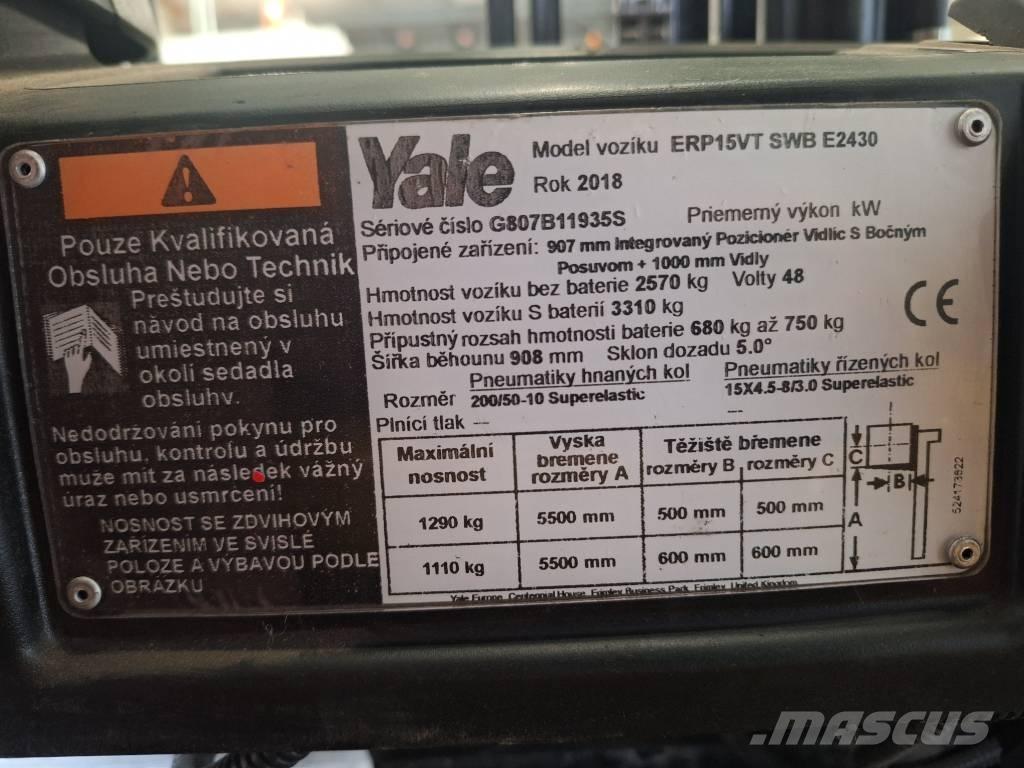 Pouze Kvalifikovaná
Obsluha Nebo Technik
Preštudujte si
návod na obsluhu
umiestnený v
okolí sedadla
obsluhv.
Nedodržování pokynu pro
obsluhu, kontrolu a údržbu
muže mít za následek vážný
úraz nebo usmrcení!
NOSNOST SE ZDVIHOVÝM
ZAŘÍZENÍM VE SVISLÉ
POLOZE A VÝBAVOU PODLE
OBRÁZKU
Yale
Model vozíku ERP15VT SWB E2430
Rok 2018
Sériové číslo G807B11935S Priemerný výkon kW
Připojené zařízení: 907 mm Integrovaný Pozicionér Vidlic S Bočným
Posuvom + 1000 mm Vidly
Hmotnost vozíku bez baterie 2570 kg Volty 48
Hmotnost vozíku S baterií 3310 kg
Přípustný rozsah hmotnosti baterie 680 kg až 750 kg
Šířka běhounu 908 mm Sklon dozadu 5.0°
Pneumatiky hnaných kol Pneumatiky řízených kol
Rozměr 200/50-10 Superelastic 15X4.5-8/3.0 Superelastic
Plnící tlak --- ---
CE
Maximální nosnost
Vyska bremene rozměry A
Těžiště břemene
rozměry B rozměry C
1290 kg 5500 mm 500 mm 500 mm
1110 kg 5500 mm 600 mm 600 mm
C
B
A
524173622
Yale Europe, Centennial House, Frimley Business Park, Frimley, United Kingdom
MASCUS